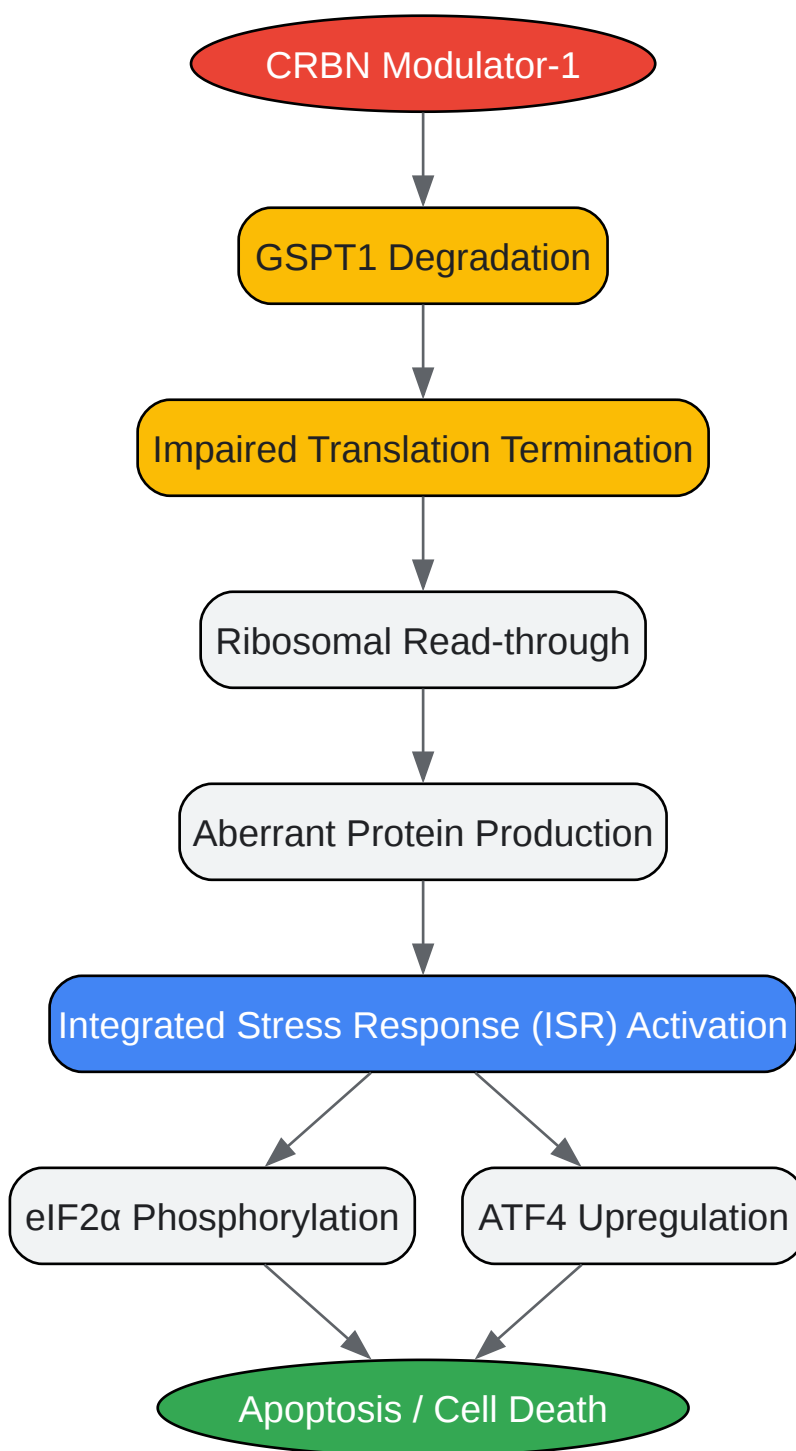 CRBN Modulator-1
GSPT1 Degradation
Impaired Translation Termination
Ribosomal Read-through
Aberrant Protein Production
Integrated Stress Response (ISR) Activation
eIF2α Phosphorylation
ATF4 Upregulation
Apoptosis / Cell Death